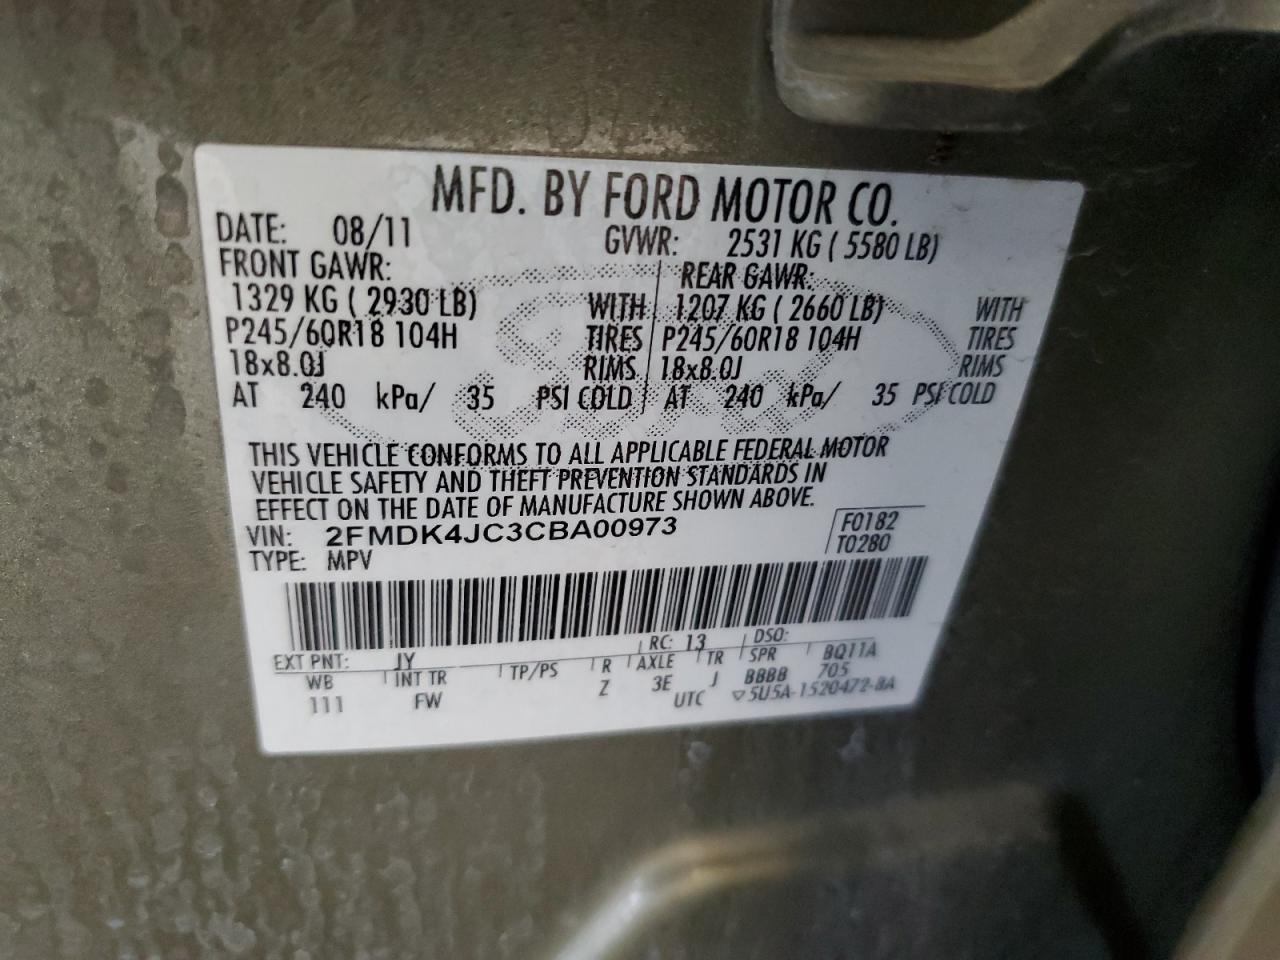 MFD. BY FORD MOTOR CO.
DATE: 08/11 GVWR: 2531 KG ( 5580 LB)
FRONT GAWR: REAR GAWR:
1329 KG ( 2930 LB) WITH 1207 KG ( 2660 LB) WITH
P245/60R18 104H TIRES P245/60R18 104H TIRES
18x8.0J RIMS 18x8.0J RIMS
AT 240 kPa/ 35 PSI COLD AT 240 kPa/ 35 PSI COLD
THIS VEHICLE CONFORMS TO ALL APPLICABLE FEDERAL MOTOR
VEHICLE SAFETY AND THEFT PREVENTION STANDARDS IN
EFFECT ON THE DATE OF MANUFACTURE SHOWN ABOVE.
VIN: 2FMDK4JC3CBA00973 F0182
TYPE: MPV T0280
EXT PNT: JY RC: 13 DSO:
WB INT TR TP/PS R AXLE TR SPR BQ11A
111 FW Z 3E J BBBB 705
UTC ▽5U5A-1520472-BA